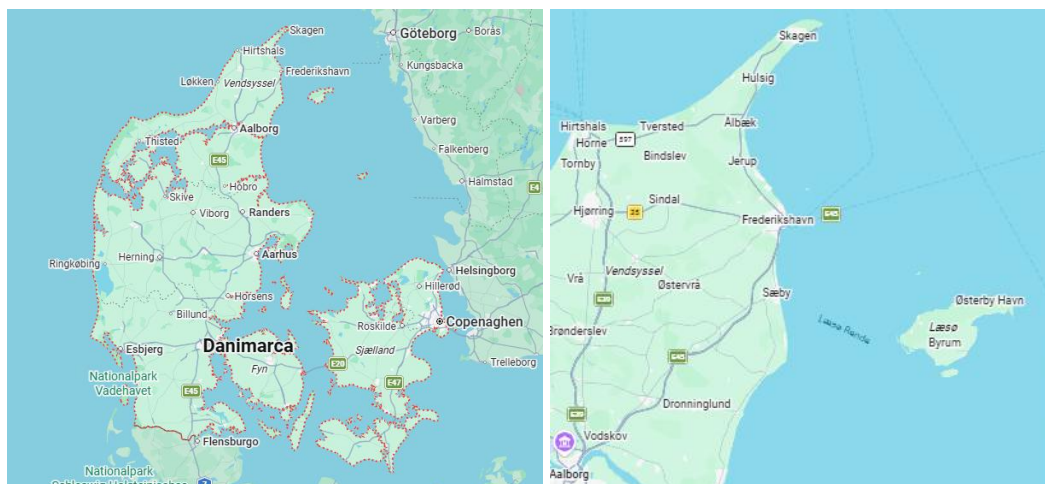 Skagen
Göteborg
Borås
Hirtshals
Kungsbacka
Frederikshavn
Løkken
Vendsyssel
Varberg
Aalborg
Thisted
Falkenberg
E45
Hobro
Halmstad
E4
Skive
Viborg
Randers
Aarhus
Herning
Ringkøbing
Helsingborg
Hillerød
Horsens
Billund
Roskilde
Copenaghen
Danimarca
Esbjerg
Sjælland
Trelleborg
Fyn
E20
Nationalpark
Vadehavet
E45
E47
Flensburgo
Nationalpark
Skagen
Hulsig
Hirtshals
Tversted
Ålbæk
Horne
597
Bindslev
Tornby
Jerup
Sindal
Hjørring
35
Frederikshavn
E45
Vendsyssel
Vrå
Østervrå
Sæby
Østerby Havn
E39
Læsø
Læsø Rende
Byrum
Brønderslev
E45
Dronninglund
Vodskov
Aalborg